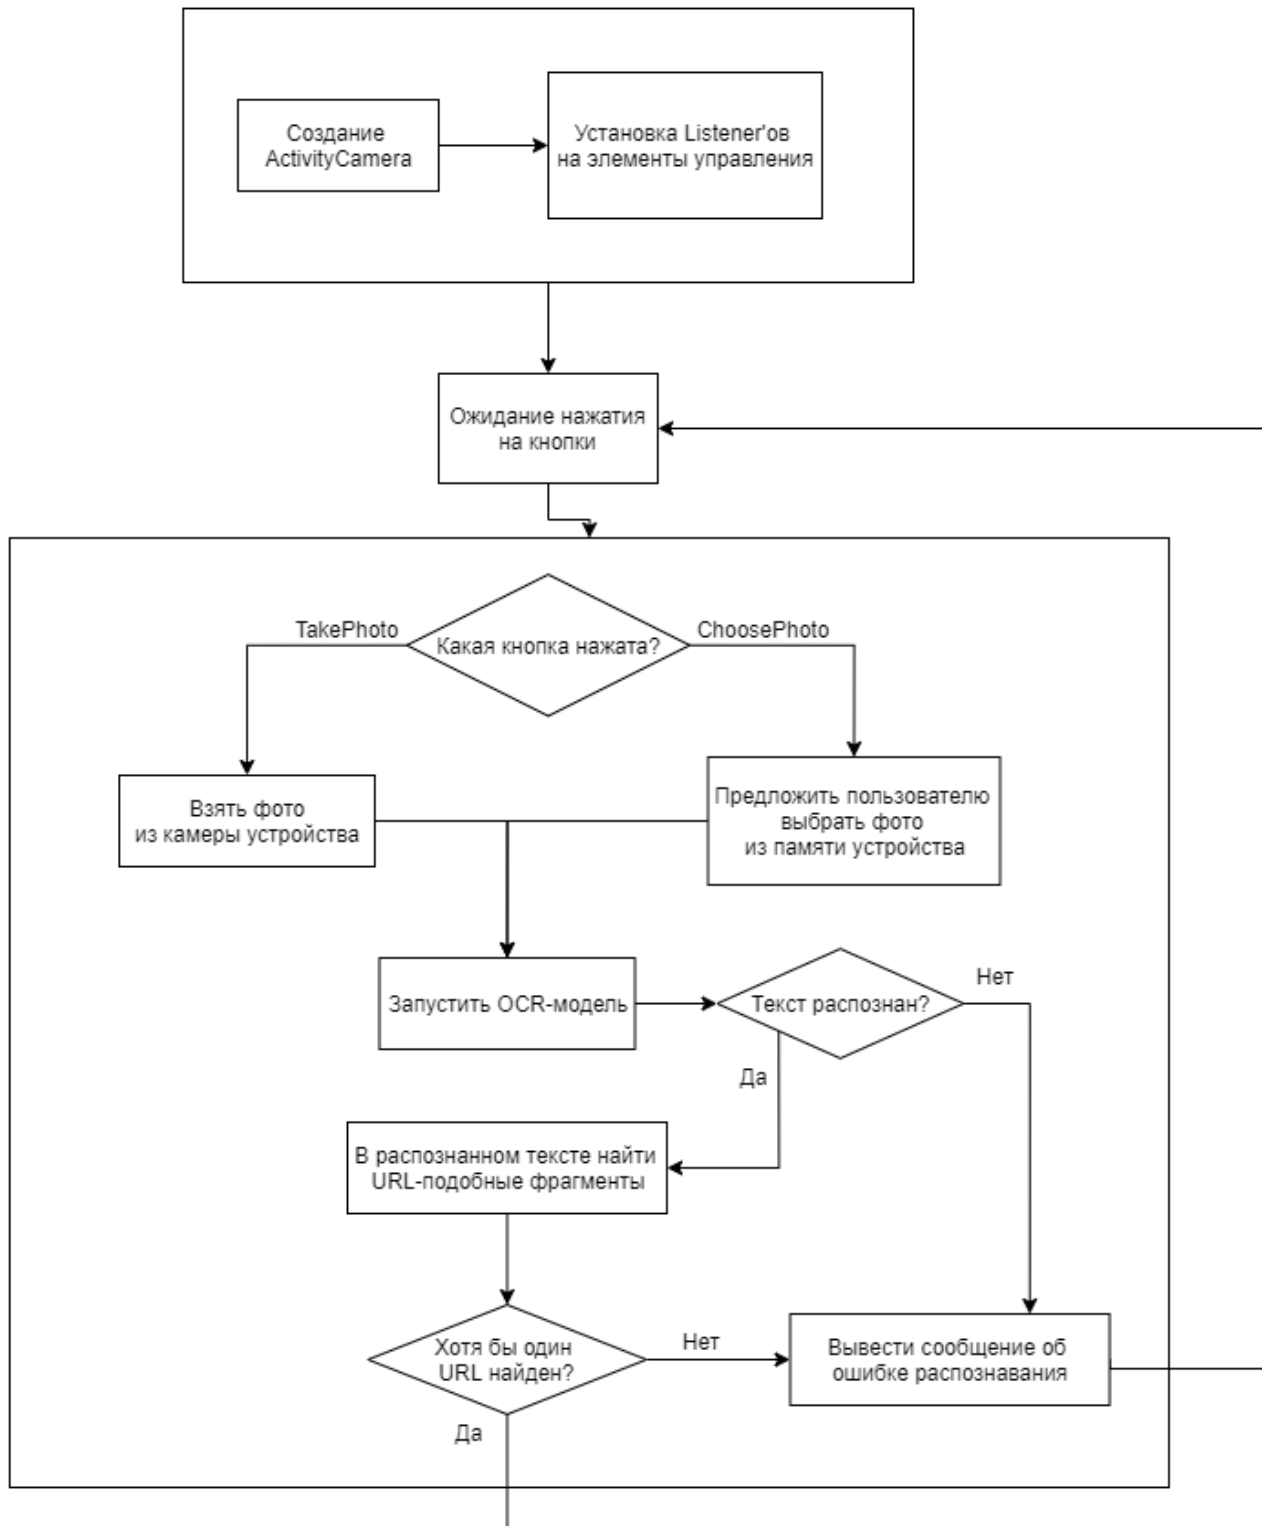 Создание
ActivityCamera
Установка Listener'ов
на элементы управления
Ожидание нажатия
на кнопки
Какая кнопка нажата?
TakePhoto
ChoosePhoto
Взять фото
из камеры устройства
Предложить пользователю
выбрать фото
из памяти устройства
Запустить OCR-модель
Текст распознан?
Нет
Да
В распознанном тексте найти
URL-подобные фрагменты
Хотя бы один
URL найден?
Нет
Вывести сообщение об
ошибке распознавания
Да